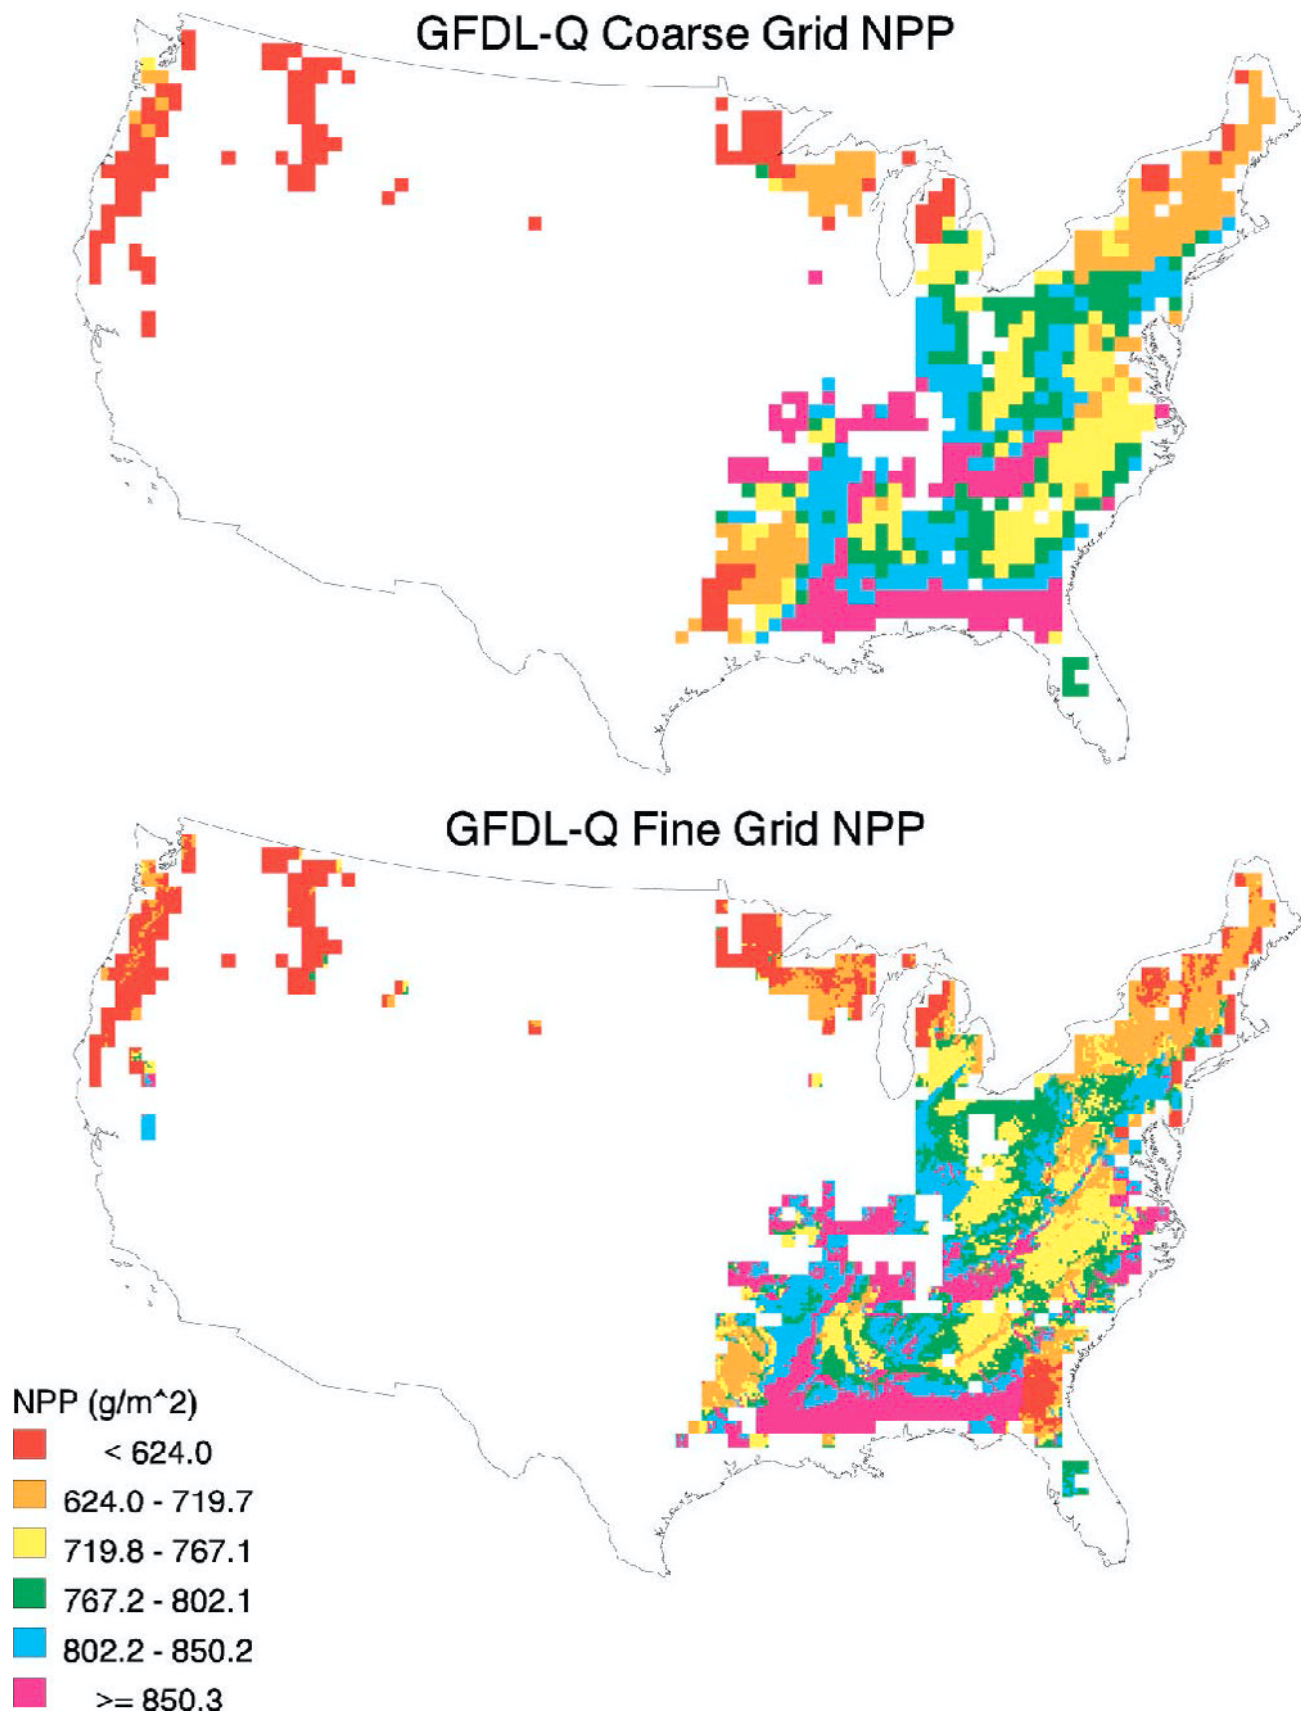 GFDL-Q Coarse Grid NPP
GFDL-Q Fine Grid NPP
NPP (g/m^2)
< 624.0
624.0 - 719.7
719.8 - 767.1
767.2 - 802.1
802.2 - 850.2
>= 850.3